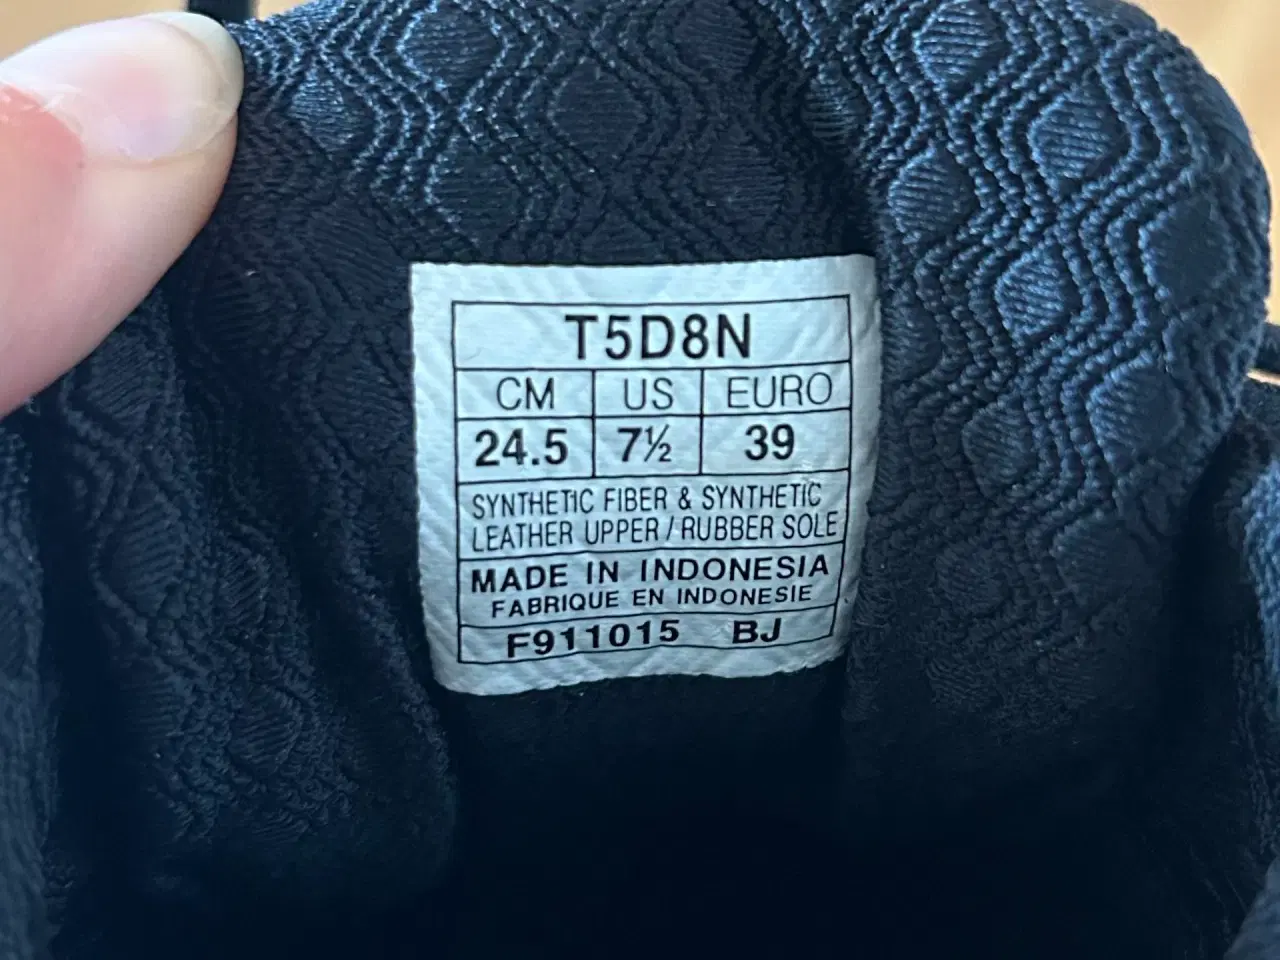 T5D8N
CM US EURO
24.5 7½ 39
SYNTHETIC FIBER & SYNTHETIC
LEATHER UPPER / RUBBER SOLE
MADE IN INDONESIA
FABRIQUE EN INDONESIE
F911015 BJ